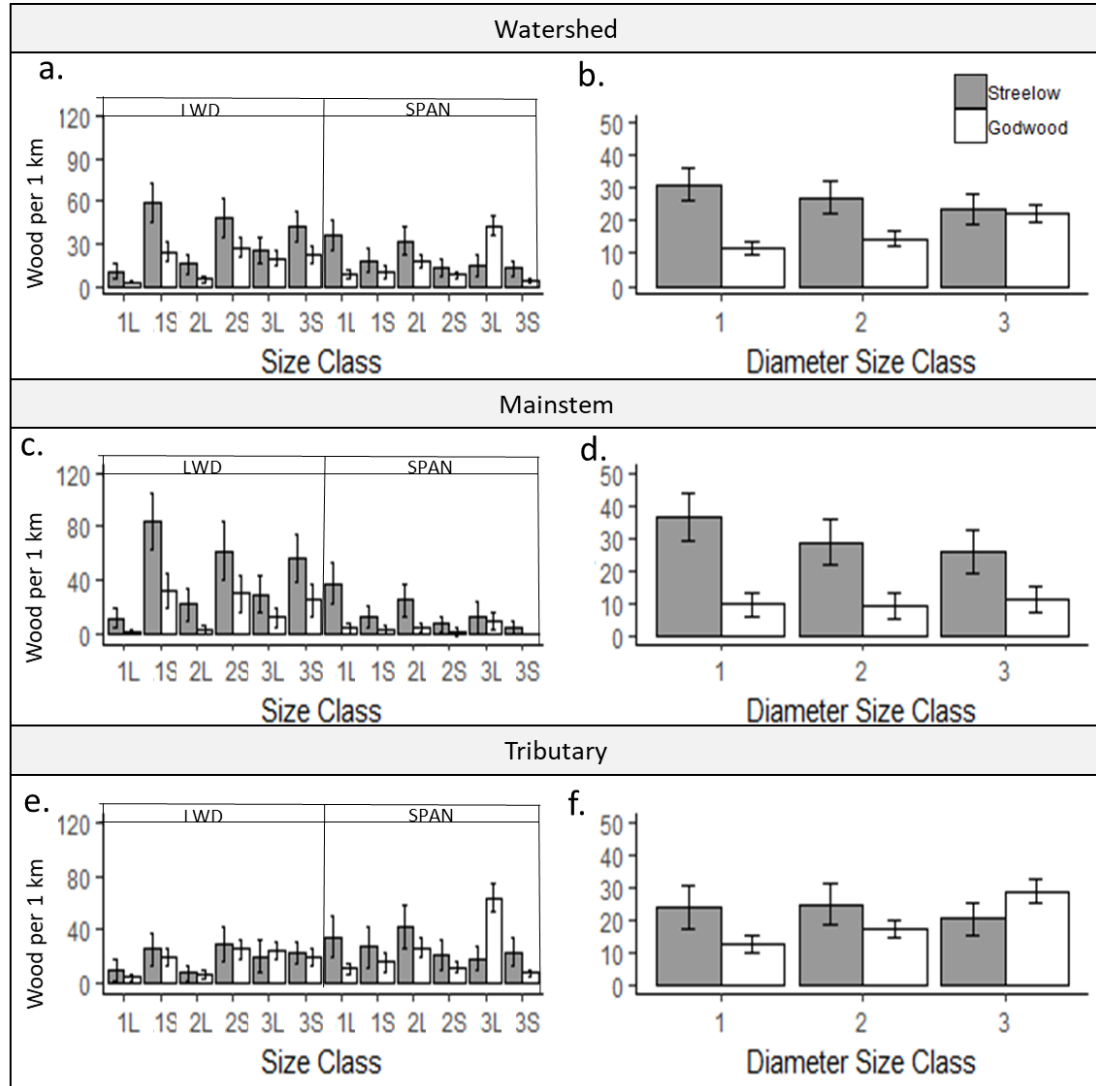 Watershed
a.
b.
Streelow
Godwood
LWD SPAN
Wood per 1 km
120
90
60
30
0
1L 1S 2L 2S 3L 3S 1L 1S 2L 2S 3L 3S
Size Class
50
40
30
20
10
0
1 2 3
Diameter Size Class
Mainstem
c.
d.
LWD SPAN
Wood per 1 km
120
80
40
0
1L 1S 2L 2S 3L 3S 1L 1S 2L 2S 3L 3S
Size Class
50
40
30
20
10
0
1 2 3
Diameter Size Class
Tributary
e.
f.
LWD SPAN
Wood per 1 km
120
80
40
0
1L 1S 2L 2S 3L 3S 1L 1S 2L 2S 3L 3S
Size Class
50
40
30
20
10
0
1 2 3
Diameter Size Class